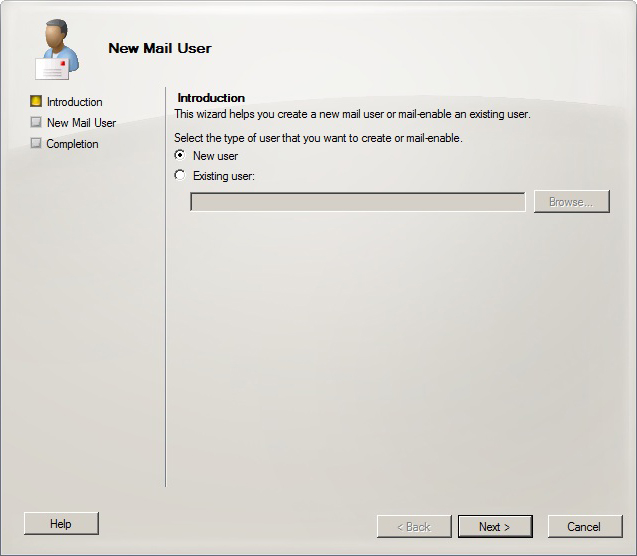 New Mail User
Introduction
New Mail User
Completion
Introduction
This wizard helps you create a new mail user or mail-enable an existing user.
Select the type of user that you want to create or mail-enable.
New user
Existing user:
Browse...
Help
< Back
Next >
Cancel